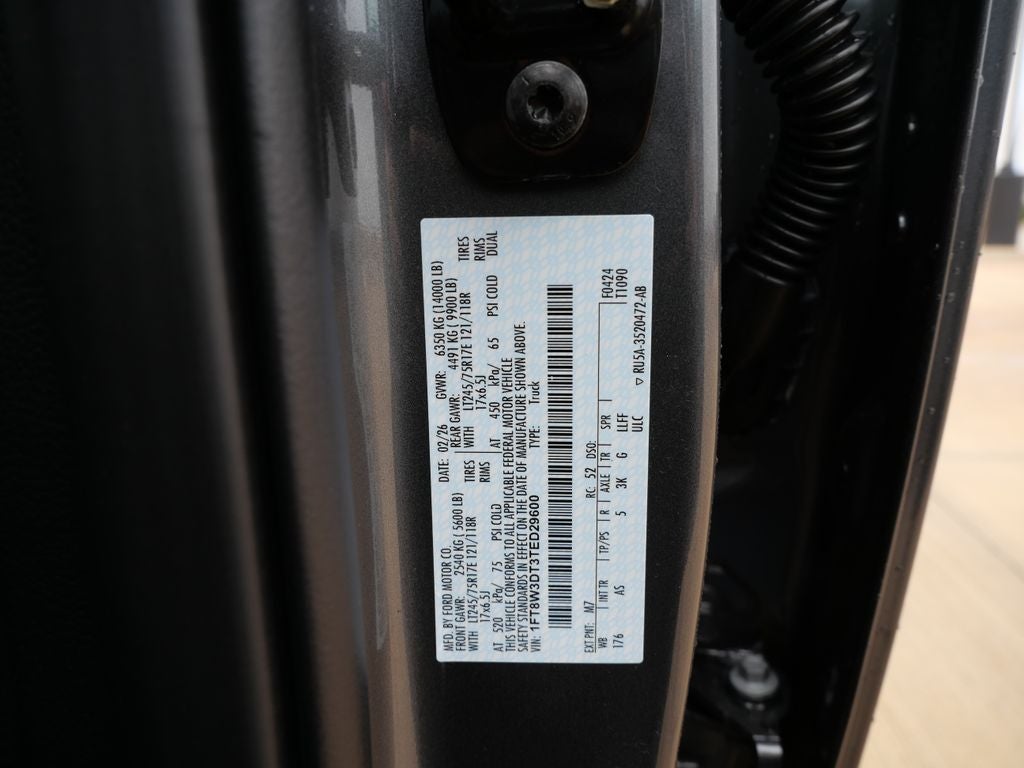 MFD. BY FORD MOTOR CO.
DATE: 02/26 GVWR: 6350 KG (14000 LB)
FRONT GAWR: 2540 KG ( 5600 LB)
REAR GAWR: 4491 KG ( 9900 LB)
WITH LT245/75R17E 121/118R TIRES
WITH LT245/75R17E 121/118R TIRES
17x6.5J RIMS
17x6.5J RIMS
AT 520 kPa/ 75 PSI COLD
AT 450 kPa/ 65 PSI COLD DUAL
THIS VEHICLE CONFORMS TO ALL APPLICABLE FEDERAL MOTOR VEHICLE
SAFETY STANDARDS IN EFFECT ON THE DATE OF MANUFACTURE SHOWN ABOVE.
VIN: 1FT8W3DT3TED29600 TYPE: Truck
EXT PNT: M7 RC: 52 DSO: F0424
WB INT TR TP/PS R AXLE TR SPR T1090
176 A5 5 3K G LLFF
ULC ▽ RU5A-3520472-AB